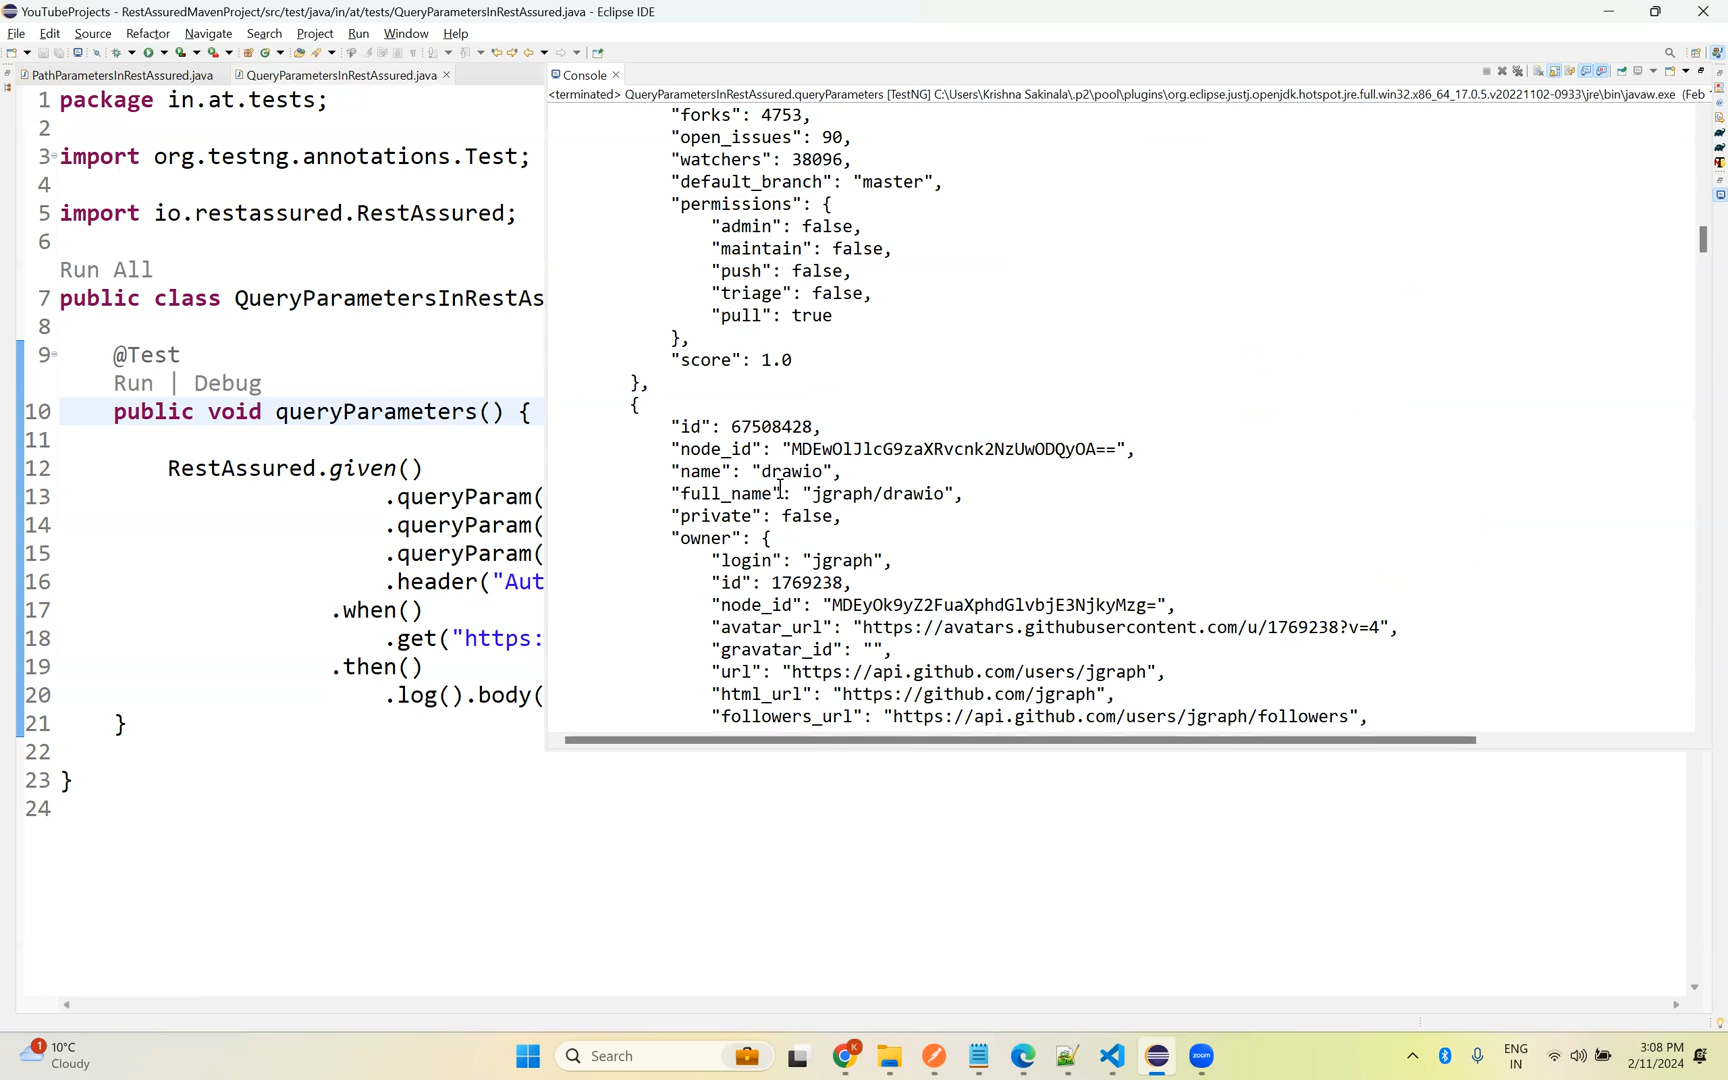 YouTubeProjects - RestAssuredMavenProject/src/test/java/in/at/tests/QueryParametersInRestAssured.java - Eclipse IDE
File Edit Source Refactor Navigate Search Project Run Window Help
PathParametersInRestAssured.java QueryParametersInRestAssured.java
Console
<terminated> QueryParametersInRestAssured.queryParameters [TestNG] C:\Users\Krishna Sakinala\.p2\pool\plugins\org.eclipse.justj.openjdk.hotspot.jre.full.win32.x86_64_17.0.5.v20221102-0933\jre\bin\javaw.exe (Feb
1 package in.at.tests;
2
3 import org.testng.annotations.Test;
4
5 import io.restassured.RestAssured;
6
Run All
7 public class QueryParametersInRestAs
8
9 @Test
Run | Debug
10 public void queryParameters() {
11
12 RestAssured.given()
13 .queryParam(
14 .queryParam(
15 .queryParam(
16 .header("Aut
17 .when()
18 .get("https:
19 .then()
20 .log().body(
21 }
22
23 }
24
"forks": 4753,
"open_issues": 90,
"watchers": 38096,
"default_branch": "master",
"permissions": {
"admin": false,
"maintain": false,
"push": false,
"triage": false,
"pull": true
},
"score": 1.0
},
{
"id": 67508428,
"node_id": "MDEwOlJlcG9zaXRvcnk2NzUwODQyOA==",
"name": "drawio",
"full_name": "jgraph/drawio",
"private": false,
"owner": {
"login": "jgraph",
"id": 1769238,
"node_id": "MDEyOk9yZ2FuaXphdGlvbjE3NjkyMzg=",
"avatar_url": "https://avatars.githubusercontent.com/u/1769238?v=4",
"gravatar_id": "",
"url": "https://api.github.com/users/jgraph",
"html_url": "https://github.com/jgraph",
"followers_url": "https://api.github.com/users/jgraph/followers",
1
10°C
Cloudy
Search
K
zoom
ENG
IN
3:08 PM
2/11/2024